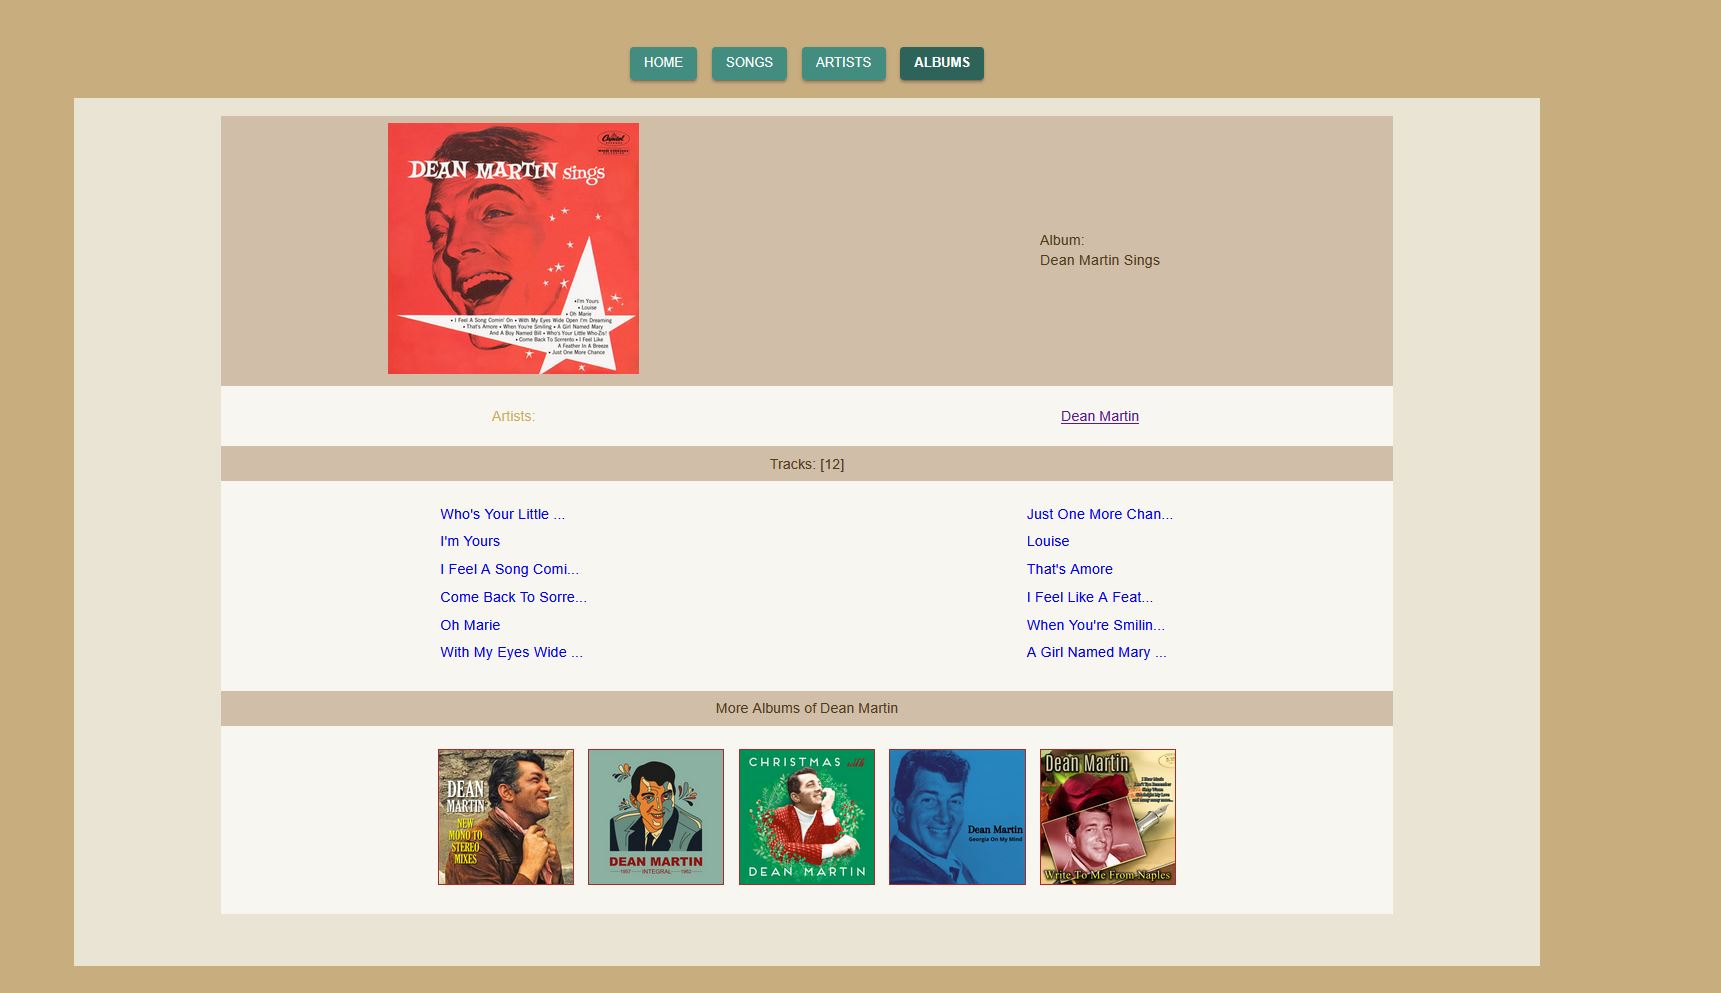 HOME
SONGS
ARTISTS
ALBUMS
Capitol
DEAN MARTIN sings
•I'm Yours
• Louise
• Oh Marie
• I Feel A Song Comin' On • With My Eyes Wide Open I'm Dreaming
• That's Amore • When You're Smiling • A Girl Named Mary
And A Boy Named Bill • Who's Your Little Who-Zis!
• Come Back To Sorrento • I Feel Like
A Feather In A Breeze
• Just One More Chance
Album:
Dean Martin Sings
Artists:
Dean Martin
Tracks: [12]
Who's Your Little ...
I'm Yours
I Feel A Song Comi...
Come Back To Sorre...
Oh Marie
With My Eyes Wide ...
Just One More Chan...
Louise
That's Amore
I Feel Like A Feat...
When You're Smilin...
A Girl Named Mary ...
More Albums of Dean Martin
DEAN
MARTIN
NEW
MONO TO
STEREO
MIXES
DEAN MARTIN
1957 INTEGRAL 1962
CHRISTMAS with
DEAN MARTIN
Dean Martin
Georgia On My Mind
Dean Martin
Write To Me From Naples